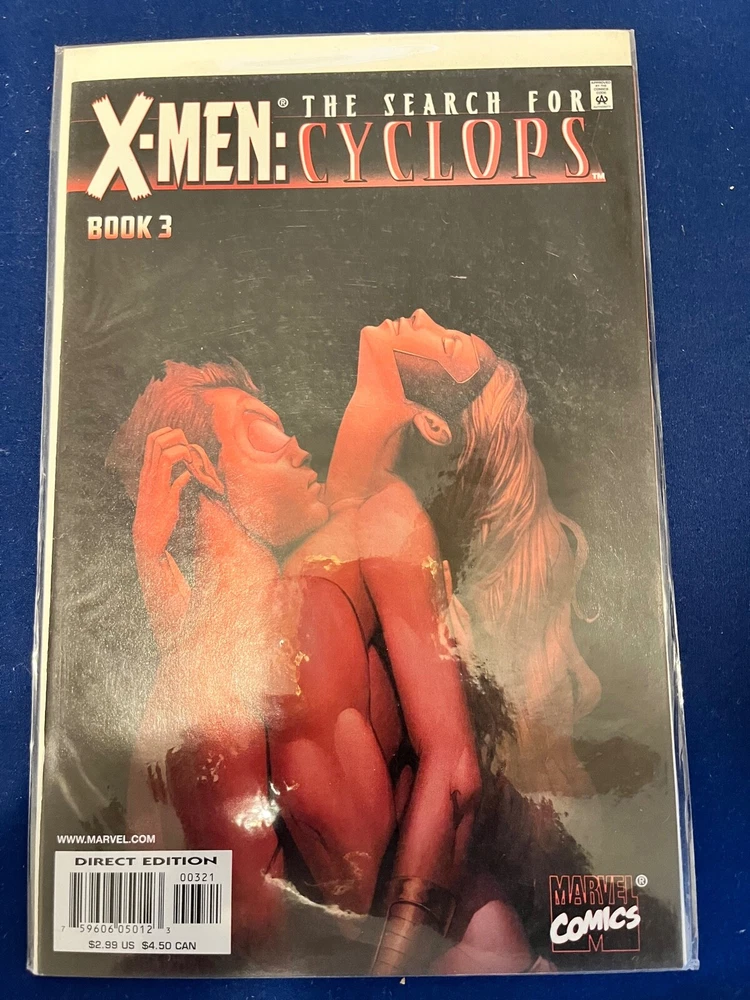 X-MEN:® THE SEARCH FOR
CYCLOPS™
BOOK 3
WWW.MARVEL.COM
DIRECT EDITION
00321
7 59606 05012 3
$2.99 US $4.50 CAN
MARVEL®
COMICS
M